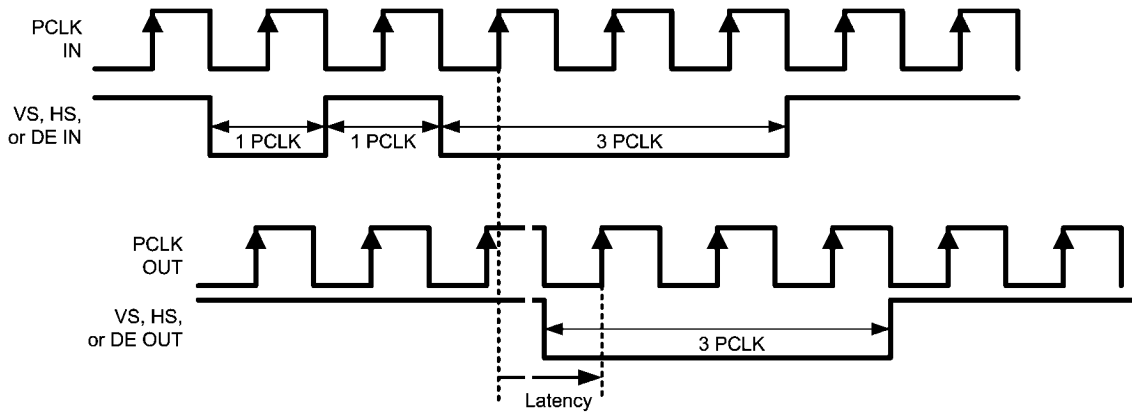 PCLK
IN
VS, HS,
or DE IN
1 PCLK
1 PCLK
3 PCLK
PCLK
OUT
VS, HS,
or DE OUT
3 PCLK
Latency